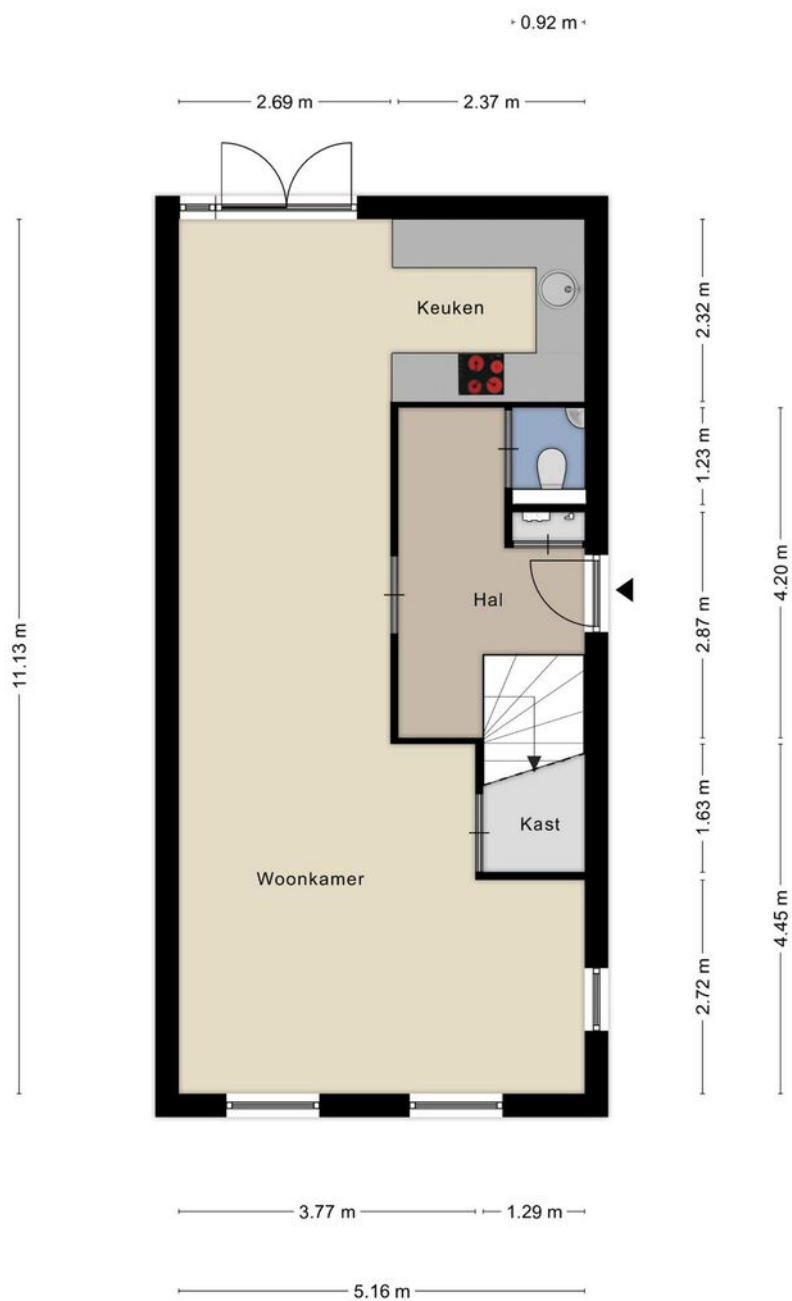 0.92 m
2.69 m
2.37 m
Keuken
2.32 m
1.23 m
4.20 m
Hal
2.87 m
11.13 m
1.63 m
Kast
Woonkamer
4.45 m
2.72 m
3.77 m
1.29 m
5.16 m